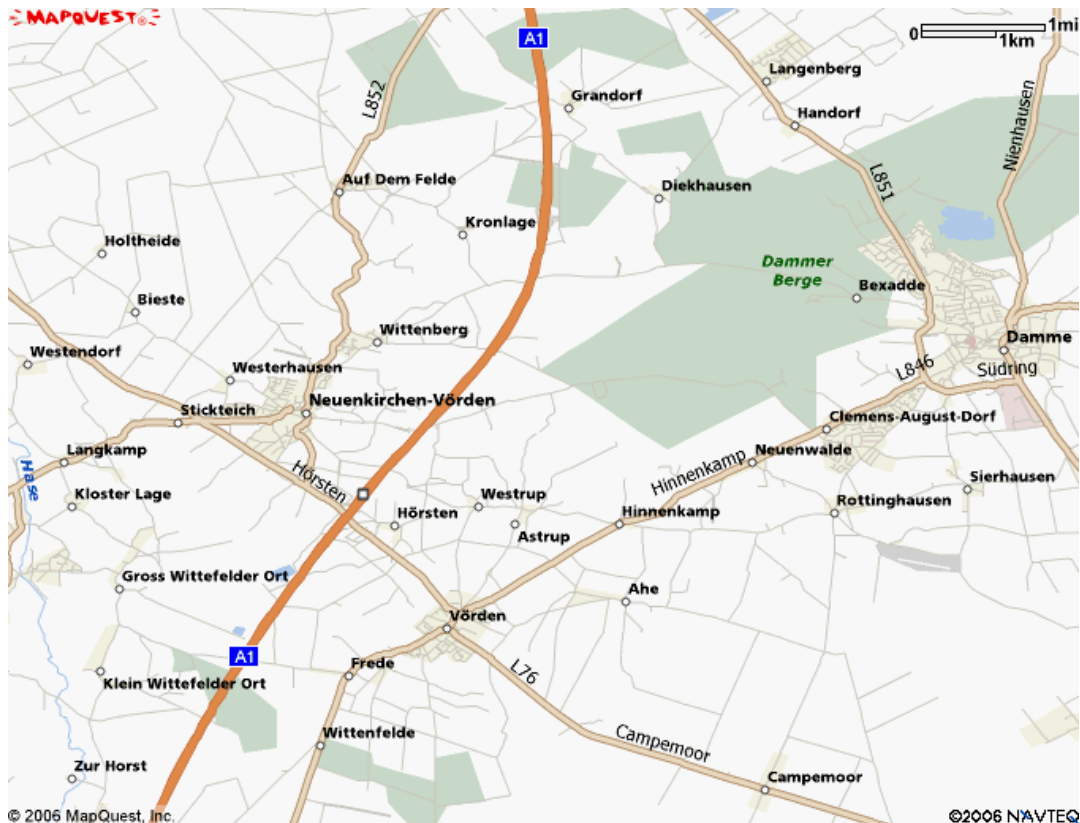 MAPQUEST®
A1
0
1mi
1km
L852
Grandorf
Langenberg
Handorf
Nienhausen
L851
Auf Dem Felde
Diekhausen
Kronlage
Holtheide
Dammer
Berge
Bexadde
Bieste
Wittenberg
Damme
Westendorf
Westerhausen
L846
Südring
Neuenkirchen-Vörden
Stickteich
Clemens-August-Dorf
Langkamp
Neuenwalde
Hase
Hörsten
Hinnenkamp
Sierhausen
Kloster Lage
Westrup
Rottinghausen
Hörsten
Hinnenkamp
Astrup
Gross Wittefelder Ort
Ahe
Vörden
A1
Frede
L76
Klein Wittefelder Ort
Wittenfelde
Campemoor
Zur Horst
Campemoor
© 2006 MapQuest, Inc.
©2006 NAVTEQ